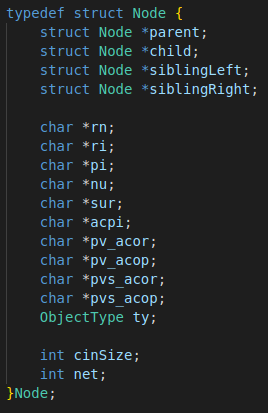 typedef struct Node {
    struct Node *parent;
    struct Node *child;
    struct Node *siblingLeft;
    struct Node *siblingRight;

    char *rn;
    char *ri;
    char *pi;
    char *nu;
    char *sur;
    char *acpi;
    char *pv_acor;
    char *pv_acop;
    char *pvs_acor;
    char *pvs_acop;
    ObjectType ty;

    int cinSize;
    int net;
}Node;